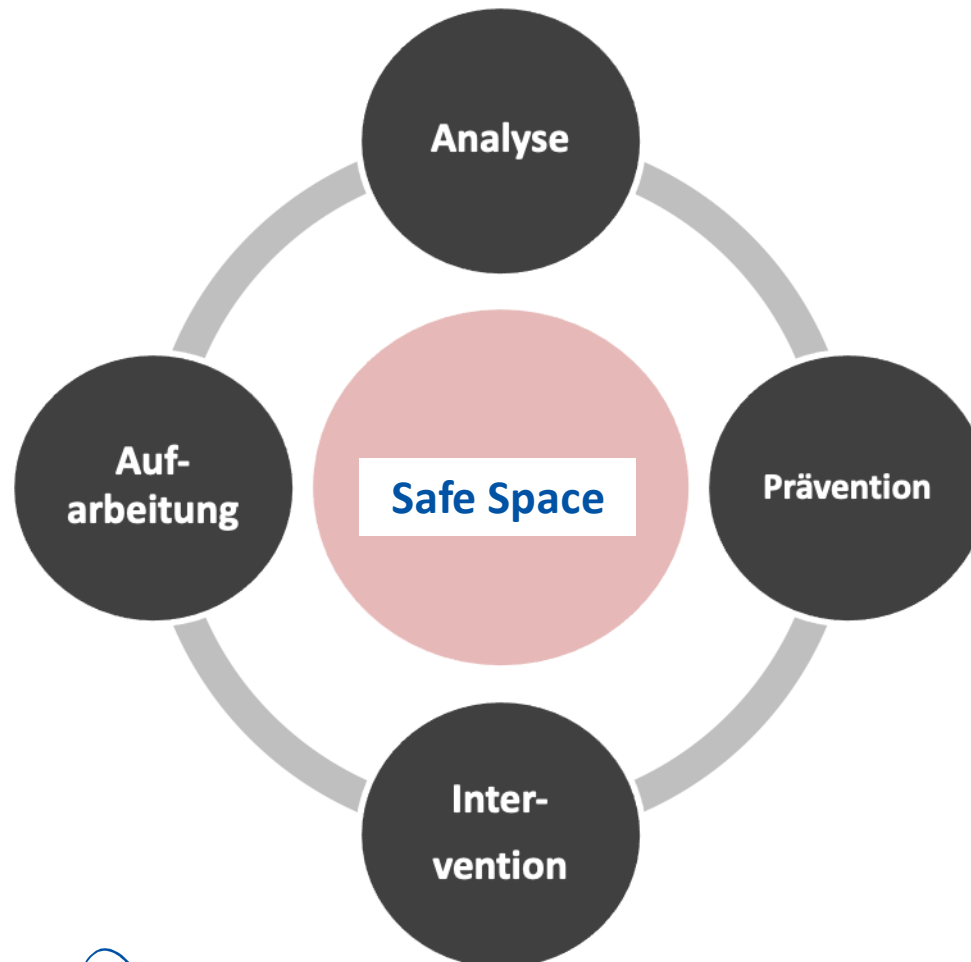 Analyse
Auf-
arbeitung
Safe Space
Prävention
Inter-
vention